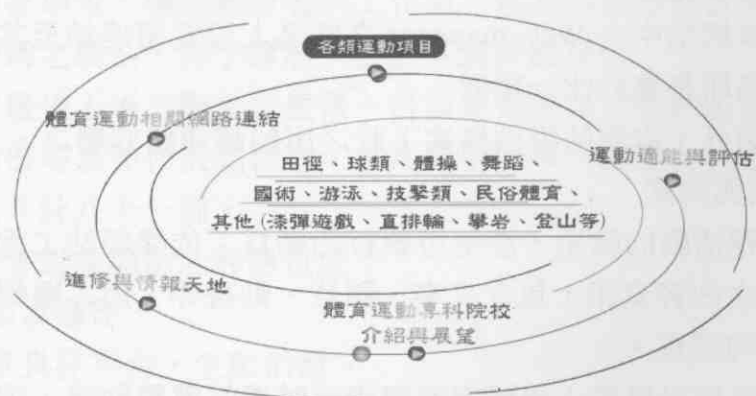 各類運動項目
體育運動相關網路連結
運動適能與評估
田徑、球類、體操、舞蹈、
國術、游泳、技擊類、民俗體育、
其他(漆彈遊戲、直排輪、攀岩、登山等)
進修與情報天地
體育運動專科院校
介紹與展望